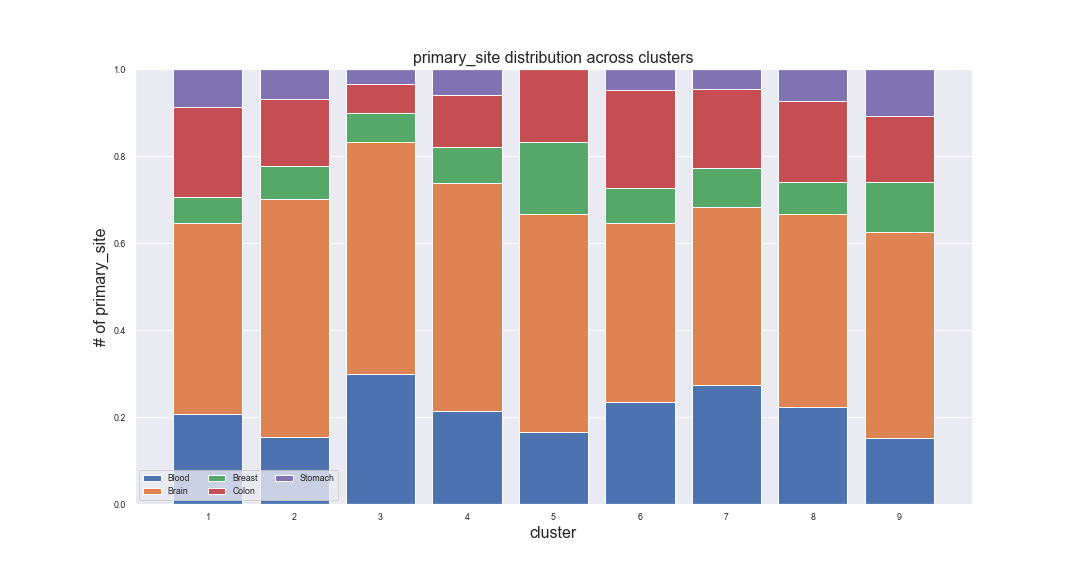 primary_site distribution across clusters
# of primary_site
1.0
0.8
0.6
0.4
0.2
0.0
Blood Breast Stomach
Brain Colon
1 2 3 4 5 6 7 8 9
cluster